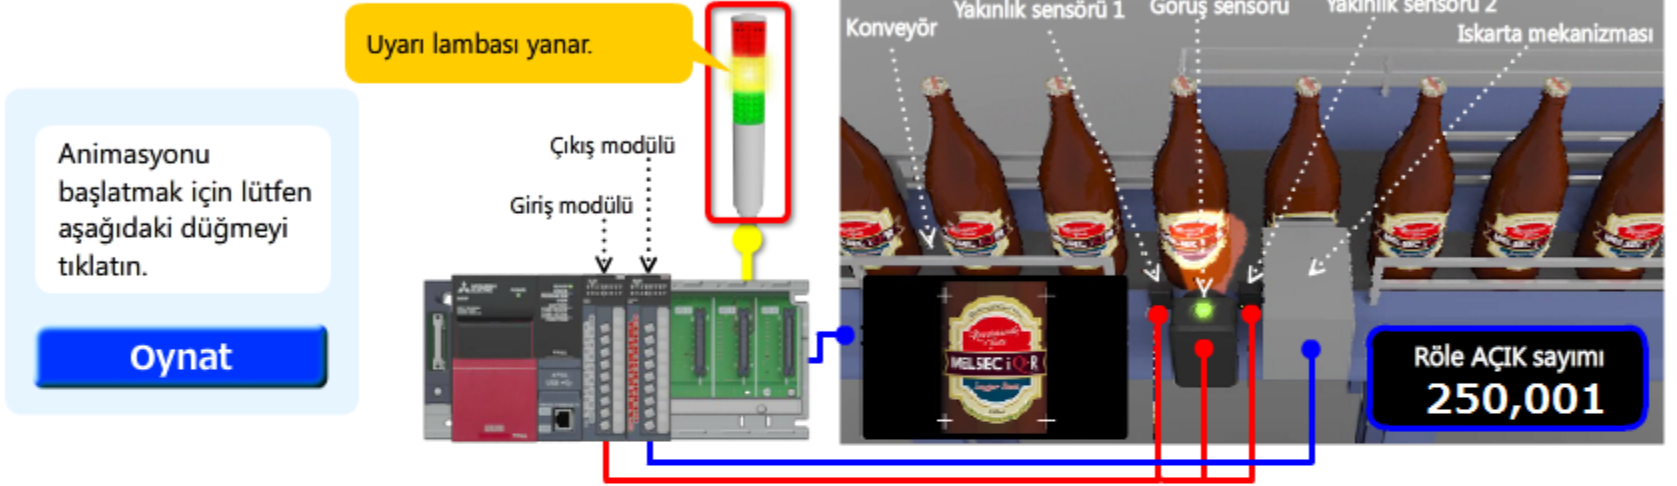 Animasyonu
başlatmak için lütfen
aşağıdaki düğmeyi
tıklatın.
Oynat
Uyarı lambası yanar.
Çıkış modülü
Giriş modülü
Konveyör
Yakınlık sensörü 1
Görüş sensörü
Yakınlık sensörü 2
Iskarta mekanizması
MELSEC iQ-R
Röle AÇIK sayımı
250,001